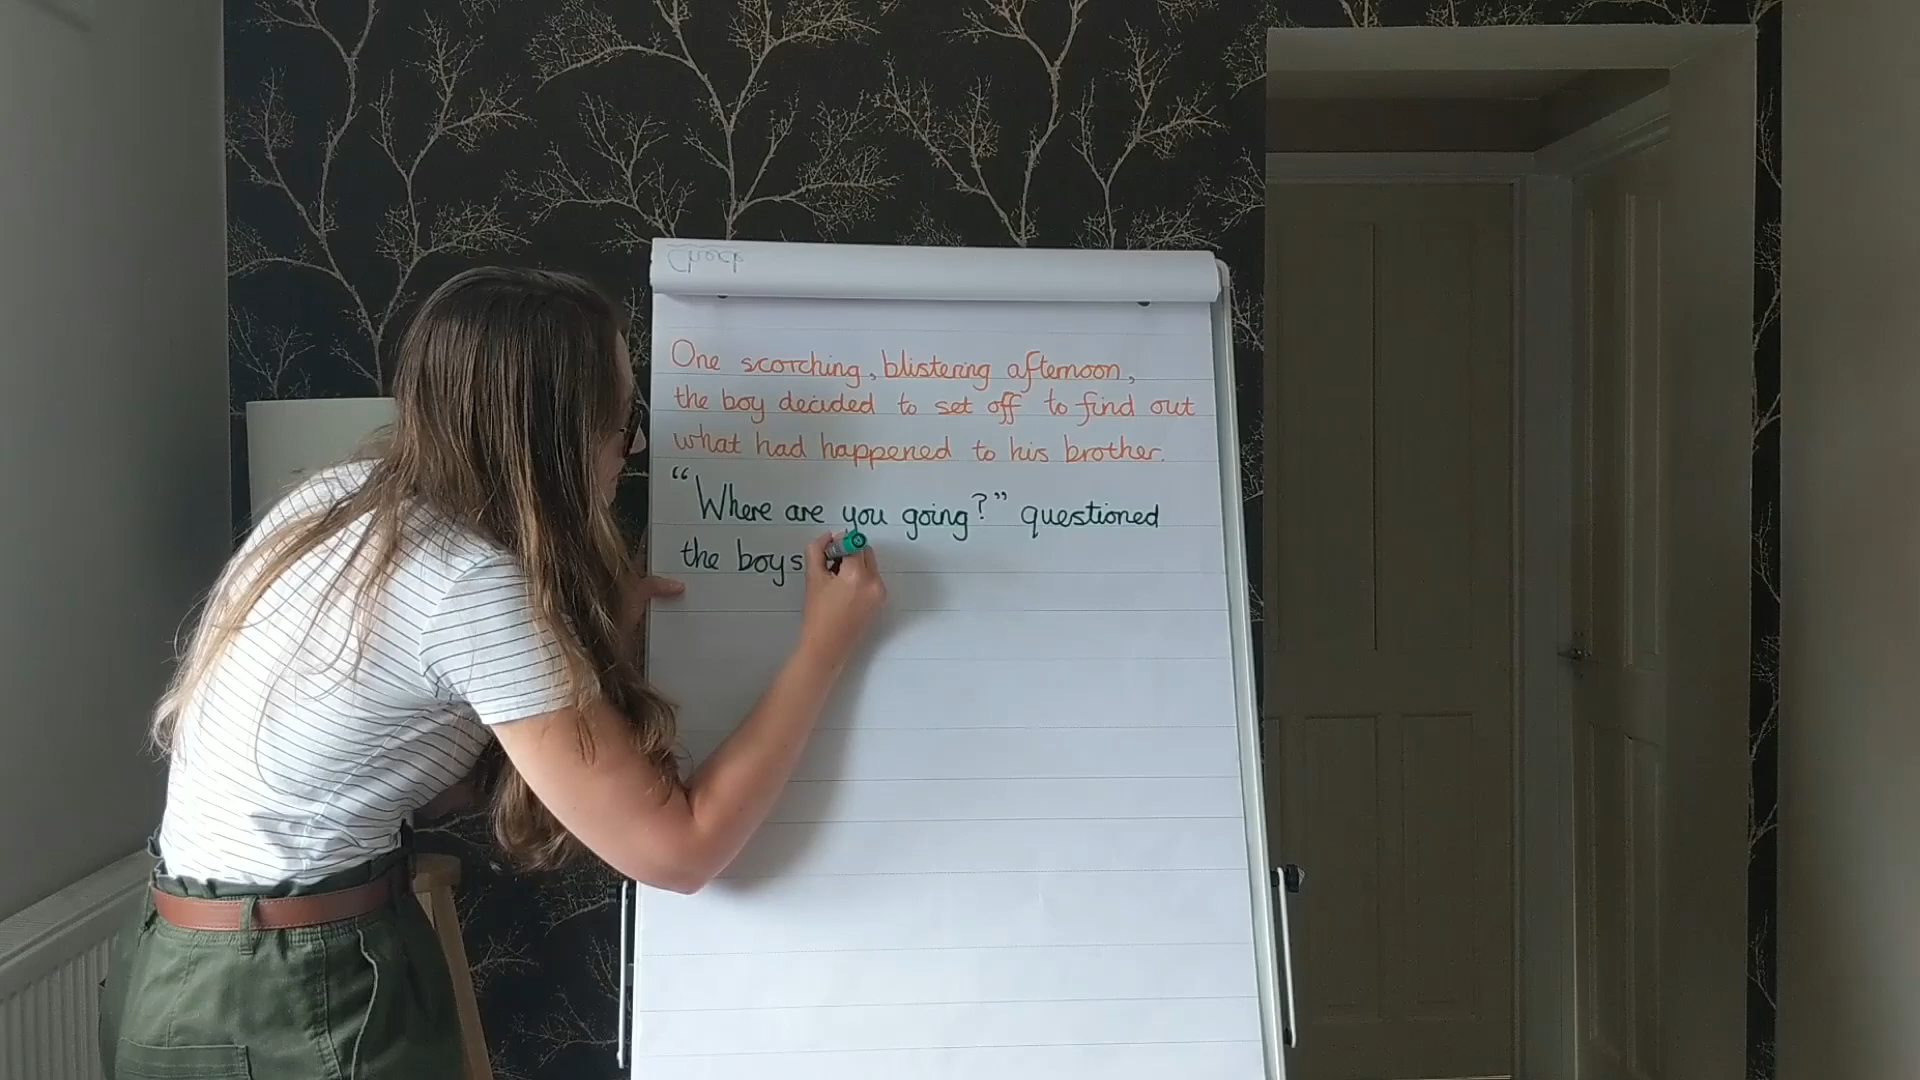 One scorching, blistering afternoon,
the boy decided to set off to find out
what had happened to his brother.
“Where are you going?” questioned
the boys